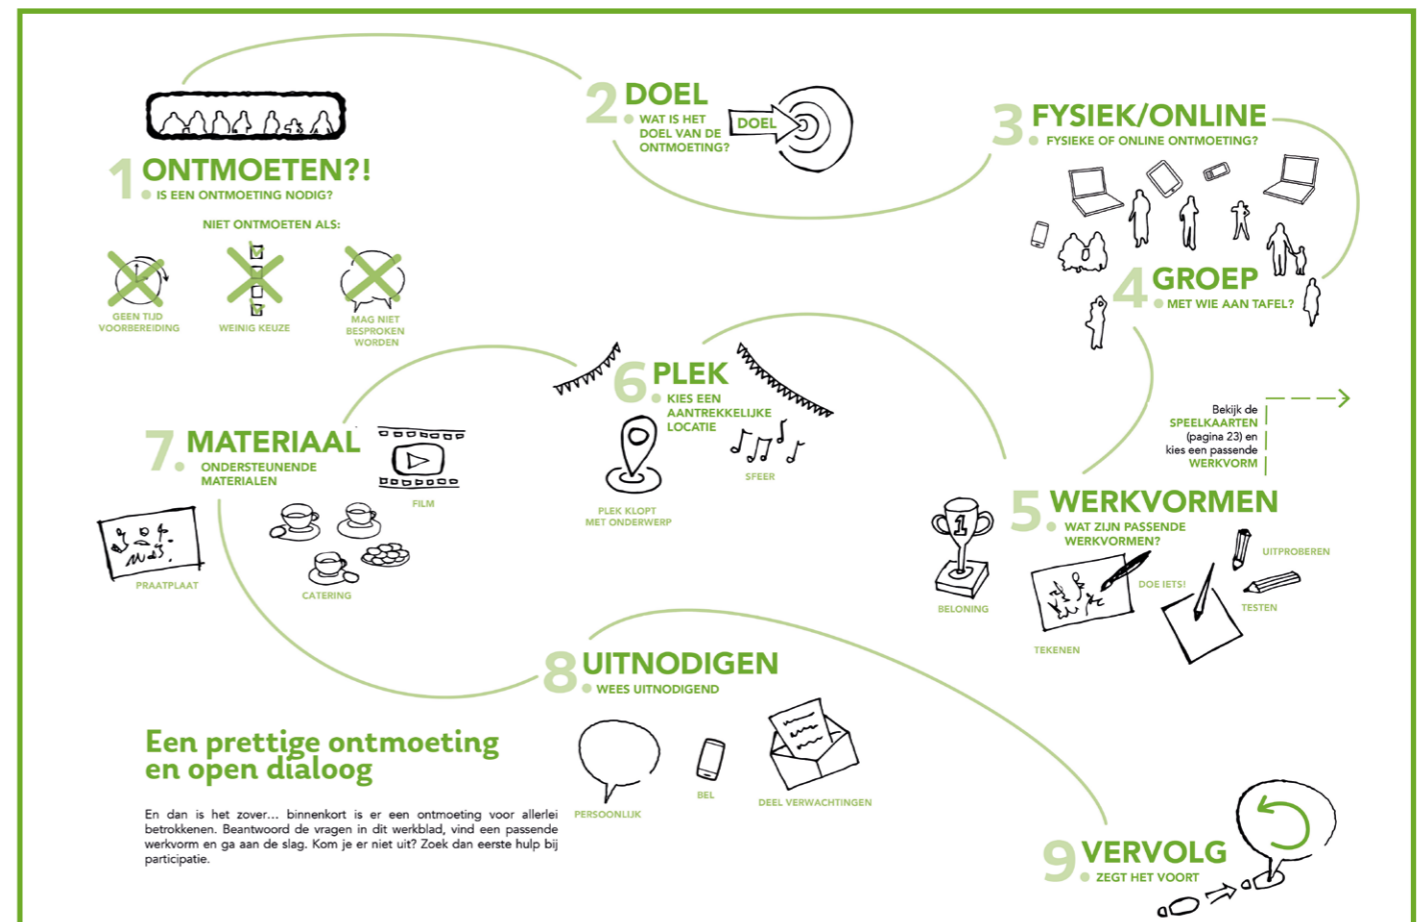 1. ONTMOETEN?!
IS EEN ONTMOETING NODIG?
NIET ONTMOETEN ALS:
GEEN TIJD
VOORBEREIDING
WEINIG KEUZE
MAG NIET
BESPROKEN
WORDEN
2. DOEL
WAT IS HET
DOEL VAN DE
ONTMOETING?
DOEL
3. FYSIEK/ONLINE
FYSIEKE OF ONLINE ONTMOETING?
4. GROEP
MET WIE AAN TAFEL?
Bekijk de
SPEELKAARTEN
(pagina 23) en
kies een passende
WERKVORM
5. WERKVORMEN
WAT ZIJN PASSENDE
WERKVORMEN?
BELONING
TEKENEN
DOE IETS!
UITPROBEREN
TESTEN
6. PLEK
KIES EEN
AANTREKKELIJKE
LOCATIE
PLEK KLOPT
MET ONDERWERP
SFEER
7. MATERIAAL
ONDERSTEUNENDE
MATERIALEN
FILM
PRAATPLAAT
CATERING
8. UITNODIGEN
WEES UITNODIGEND
PERSOONLIJK
BEL
DEEL VERWACHTINGEN
9. VERVOLG
ZEGT HET VOORT
Een prettige ontmoeting
en open dialoog
En dan is het zover... binnenkort is er een ontmoeting voor allerlei
betrokkenen. Beantwoord de vragen in dit werkblad, vind een passende
werkvorm en ga aan de slag. Kom je er niet uit? Zoek dan eerste hulp bij
participatie.